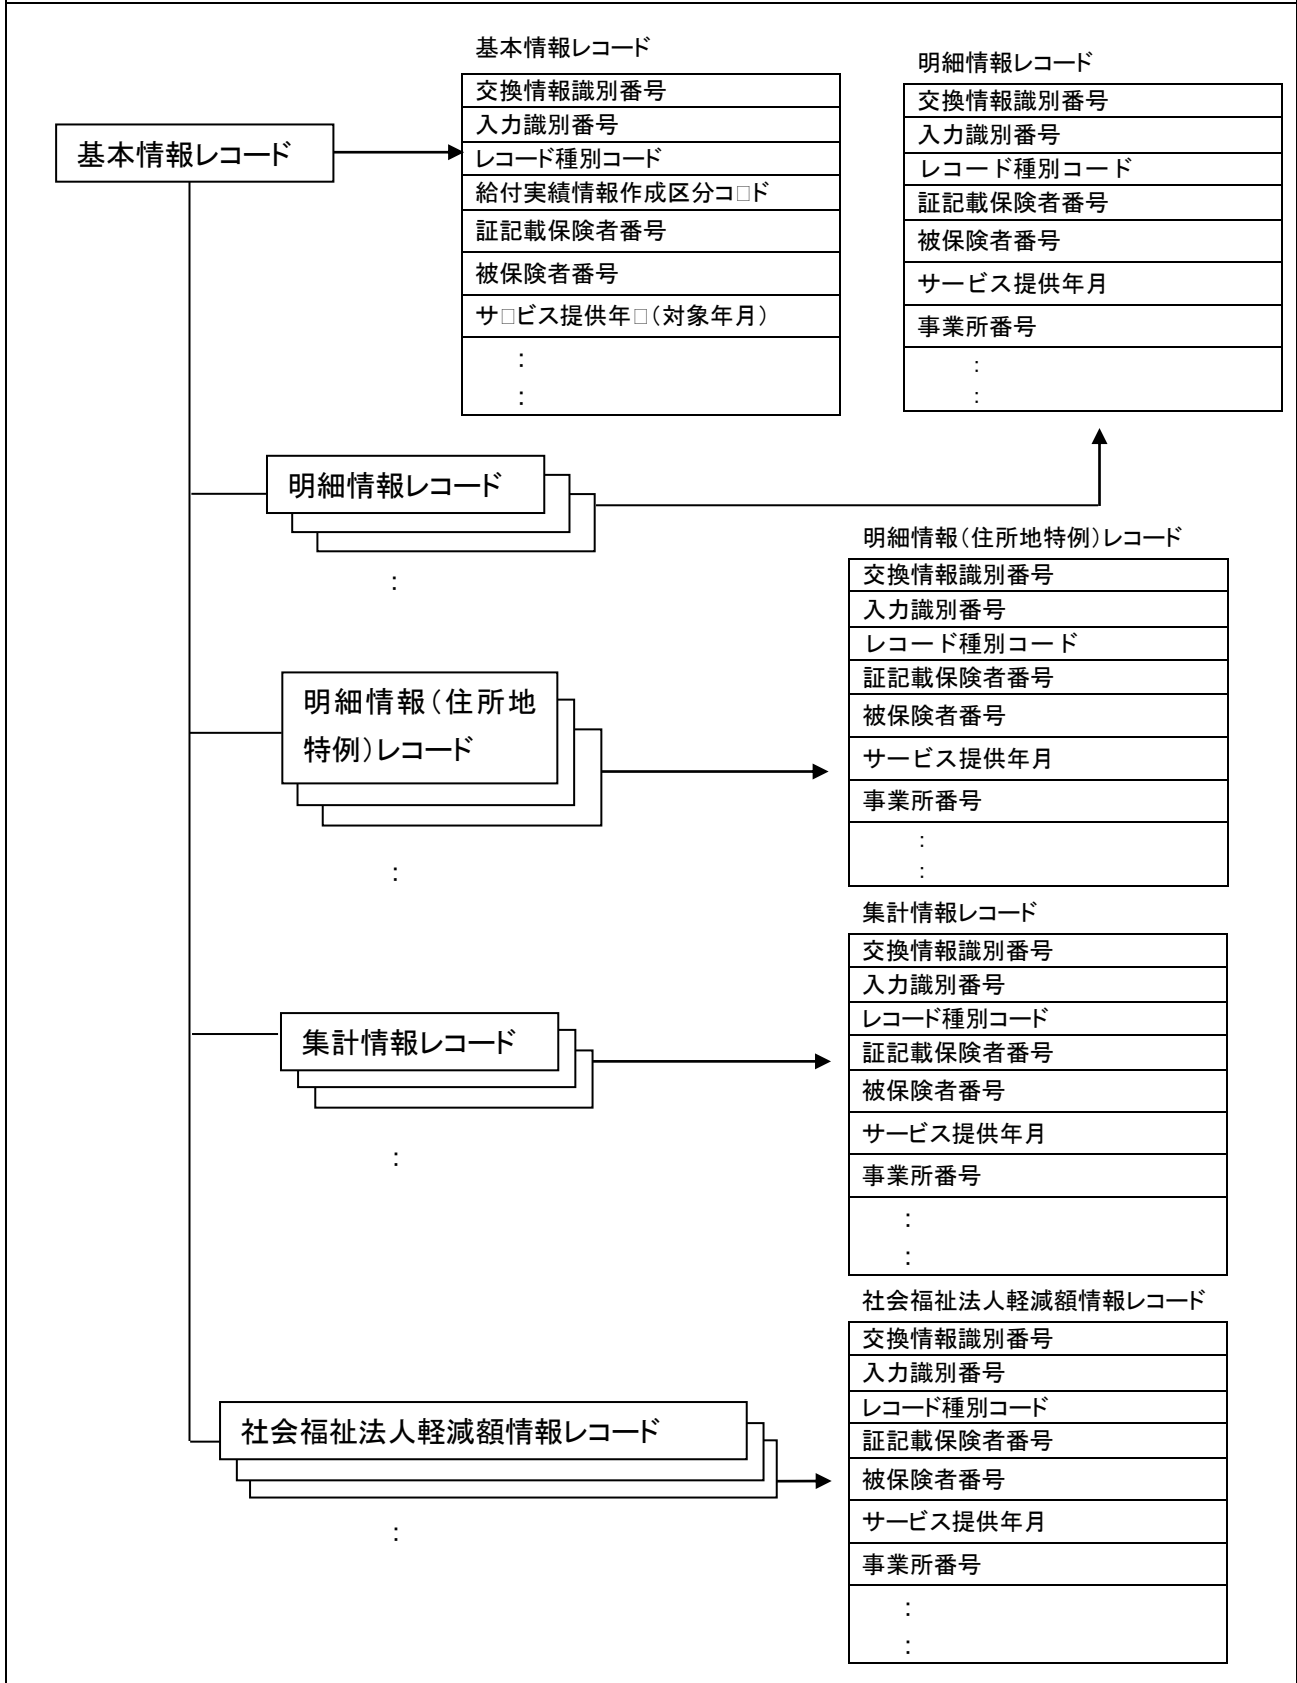 基本情報レコード
交換情報識別番号
入力識別番号
レコード種別コード
給付実績情報作成区分コ□ド
証記載保険者番号
被保険者番号
サ□ビス提供年□(対象年月)
:
:
明細情報レコード
交換情報識別番号
入力識別番号
レコード種別コード
証記載保険者番号
被保険者番号
サービス提供年月
事業所番号
:
:
基本情報レコード
明細情報レコード
:
明細情報(住所地特例)レコード
交換情報識別番号
入力識別番号
レコード種別コード
証記載保険者番号
被保険者番号
サービス提供年月
事業所番号
:
:
明細情報(住所地
特例)レコード
:
集計情報レコード
交換情報識別番号
入力識別番号
レコード種別コード
証記載保険者番号
被保険者番号
サービス提供年月
事業所番号
:
:
集計情報レコード
:
社会福祉法人軽減額情報レコード
交換情報識別番号
入力識別番号
レコード種別コード
証記載保険者番号
被保険者番号
サービス提供年月
事業所番号
:
:
社会福祉法人軽減額情報レコード
: